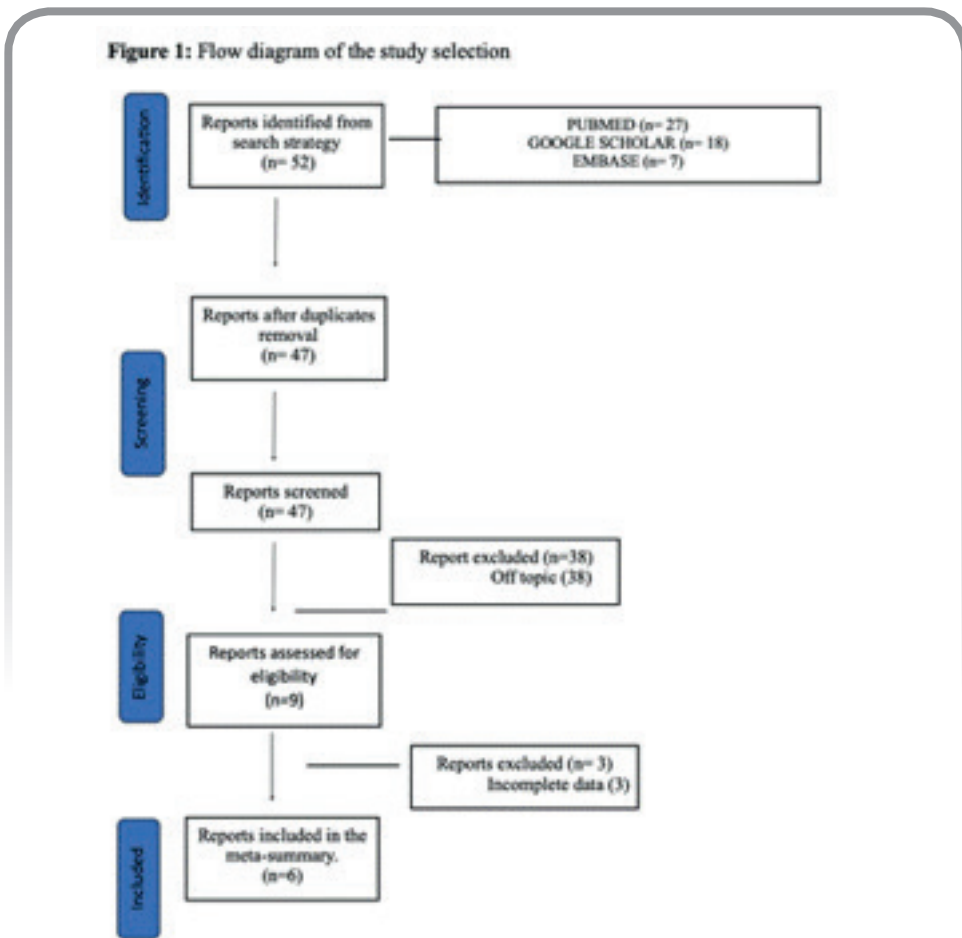 Figure 1: Flow diagram of the study selection
Identification
Reports identified from
search strategy
(n= 52)
PUBMED (n= 27)
GOOGLE SCHOLAR (n= 18)
EMBASE (n= 7)
Screening
Reports after duplicates
removal
(n= 47)
Reports screened
(n= 47)
Report excluded (n=38)
Off topic (38)
Eligibility
Reports assessed for
eligibility
(n=9)
Reports excluded (n= 3)
Incomplete data (3)
Included
Reports included in the
meta-summary.
(n=6)